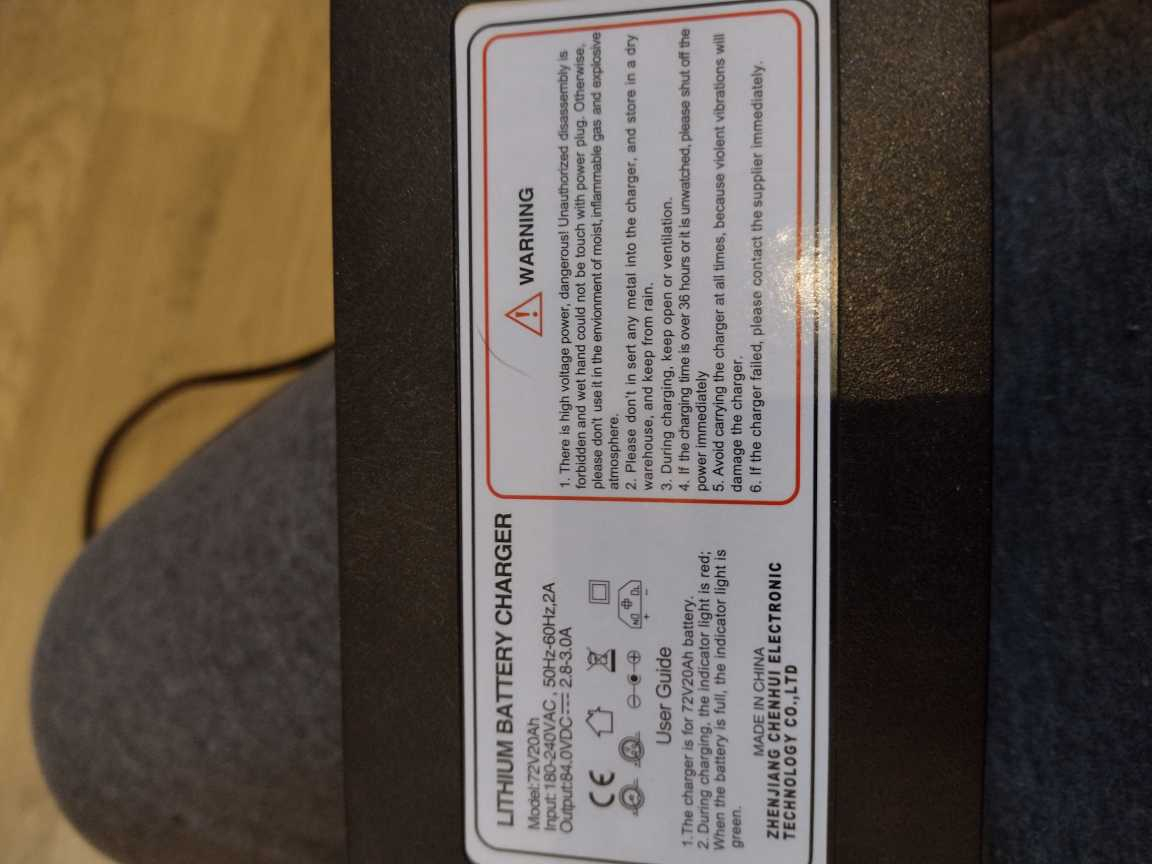 LITHIUM BATTERY CHARGER
Model:72V20Ah
Input:180-240VAC , 50Hz-60Hz,2A
Output:84.0VDC⎓ 2.8-3.0A
CE
User Guide
1.The charger is for 72V20Ah battery.
2. During charging, the indicator light is red;
When the battery is full, the indicator light is
green.
MADE IN CHINA
ZHENJIANG CHENHUI ELECTRONIC
TECHNOLOGY CO.,LTD
WARNING
1. There is high voltage power, dangerous! Unauthorized disassembly is
forbidden and wet hand could not be touch with power plug. Otherwise,
please don't use it in the envionment of moist, inflammable gas and explosive
atmosphere.
2. Please don't in sert any metal into the charger, and store in a dry
warehouse, and keep from rain.
3. During charging, keep open or ventilation.
4. If the charging time is over 36 hours or it is unwatched, please shut off the
power immediately
5. Avoid carrying the charger at all times, because violent vibrations will
damage the charger.
6. If the charger failed, please contact the supplier immediately.